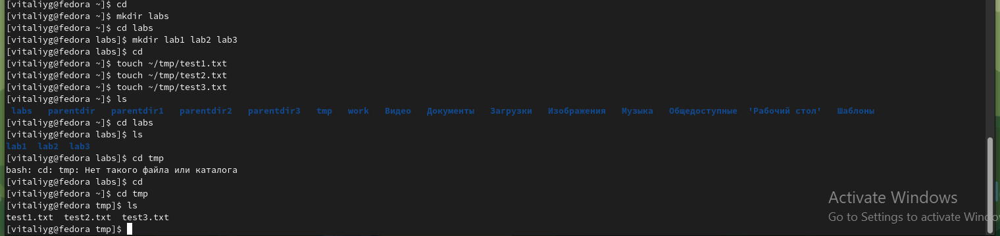 [vitaliyg@fedora ~]$ cd
[vitaliyg@fedora ~]$ mkdir labs
[vitaliyg@fedora ~]$ cd labs
[vitaliyg@fedora labs]$ mkdir lab1 lab2 lab3
[vitaliyg@fedora labs]$ cd
[vitaliyg@fedora ~]$ touch ~/tmp/test1.txt
[vitaliyg@fedora ~]$ touch ~/tmp/test2.txt
[vitaliyg@fedora ~]$ touch ~/tmp/test3.txt
[vitaliyg@fedora ~]$ ls
labs parentdir parentdir1 parentdir2 parentdir3 tmp work Видео Документы Загрузки Изображения Музыка Общедоступные 'Рабочий стол' Шаблоны
[vitaliyg@fedora ~]$ cd labs
[vitaliyg@fedora labs]$ ls
lab1 lab2 lab3
[vitaliyg@fedora labs]$ cd tmp
bash: cd: tmp: Нет такого файла или каталога
[vitaliyg@fedora labs]$ cd
[vitaliyg@fedora ~]$ cd tmp
[vitaliyg@fedora tmp]$ ls
test1.txt test2.txt test3.txt
[vitaliyg@fedora tmp]$
Activate Windows
Go to Settings to activate Windo